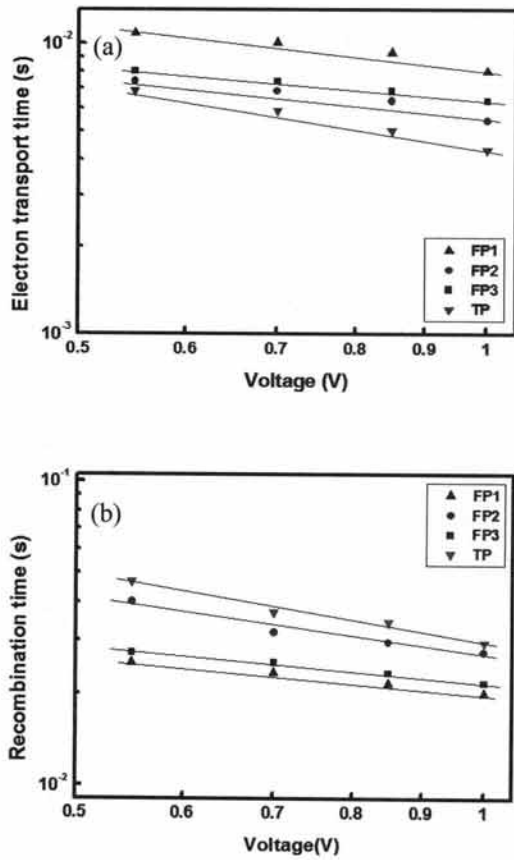 (a)
10⁻²
10⁻³
Electron transport time (s)
FP1
FP2
FP3
TP
0.5 0.6 0.7 0.8 0.9 1
Voltage (V)
(b)
10⁻¹
10⁻²
Recombination time (s)
FP1
FP2
FP3
TP
0.5 0.6 0.7 0.8 0.9 1
Voltage(V)